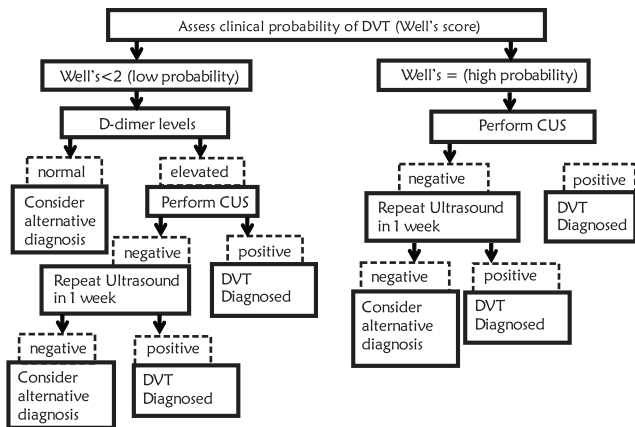 Assess clinical probability of DVT (Well's score)
Well's<2 (low probability)
Well's = (high probability)
D-dimer levels
Perform CUS
normal
elevated
negative
positive
Consider
alternative
diagnosis
Perform CUS
Repeat Ultrasound
in 1 week
DVT
Diagnosed
negative
positive
negative
positive
Repeat Ultrasound
in 1 week
DVT
Diagnosed
Consider
alternative
diagnosis
DVT
Diagnosed
negative
positive
Consider
alternative
diagnosis
DVT
Diagnosed